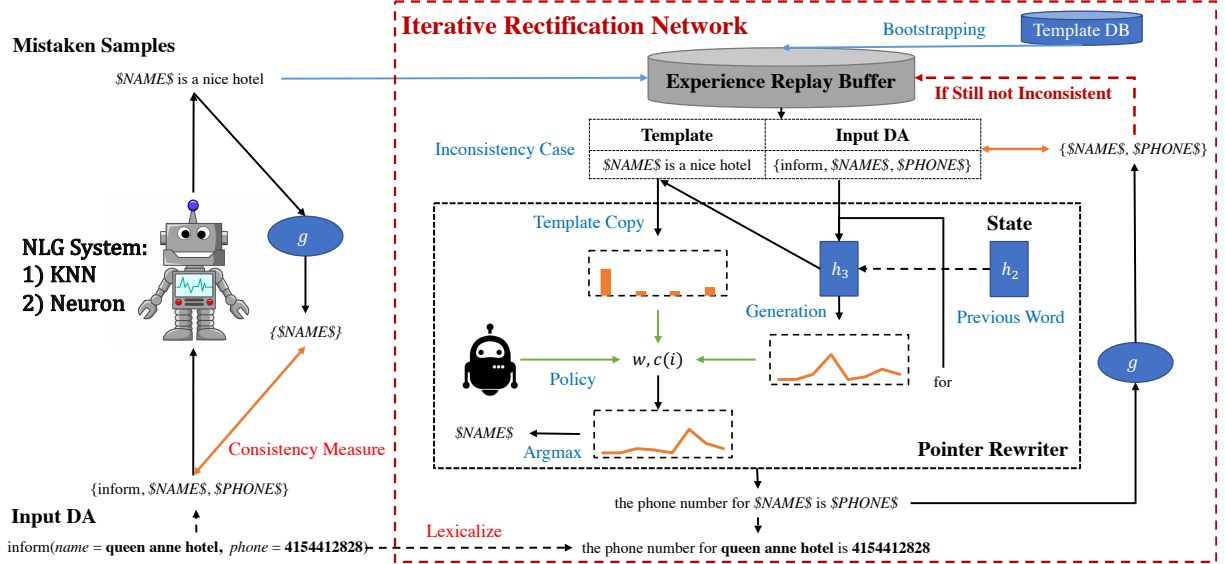 Iterative Rectification Network
Mistaken Samples
Bootstrapping
Template DB
$NAME$ is a nice hotel
Experience Replay Buffer
If Still not Inconsistent
Template
Input DA
Inconsistency Case
$NAME$ is a nice hotel
{inform, $NAME$, $PHONE$}
{$NAME$, $PHONE$}
NLG System:
1) KNN
2) Neuron
g
{$NAME$}
Template Copy
State
h3
h2
Generation
Previous Word
w, c(i)
Policy
for
g
$NAME$
Argmax
Pointer Rewriter
Consistency Measure
{inform, $NAME$, $PHONE$}
the phone number for $NAME$ is $PHONE$
Input DA
Lexicalize
inform(name = queen anne hotel, phone = 4154412828)
the phone number for queen anne hotel is 4154412828